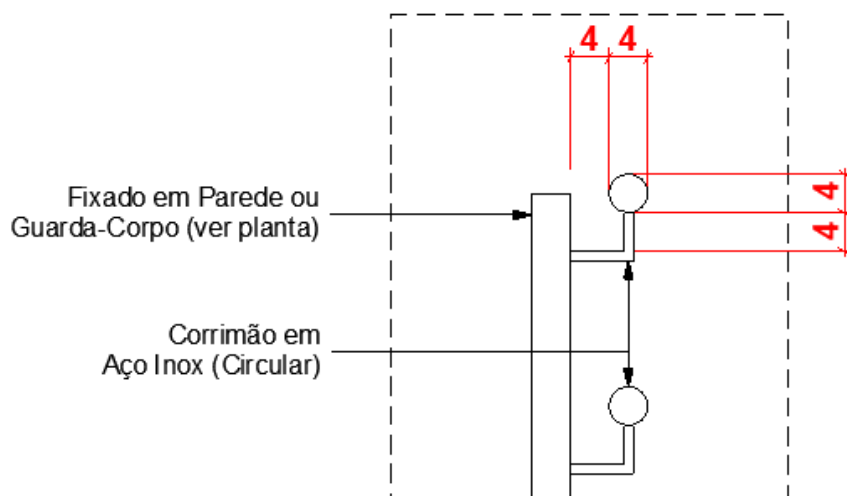 4 4
Fixado em Parede ou
Guarda-Corpo (ver planta)
4
4
Corrimão em
Aço Inox (Circular)